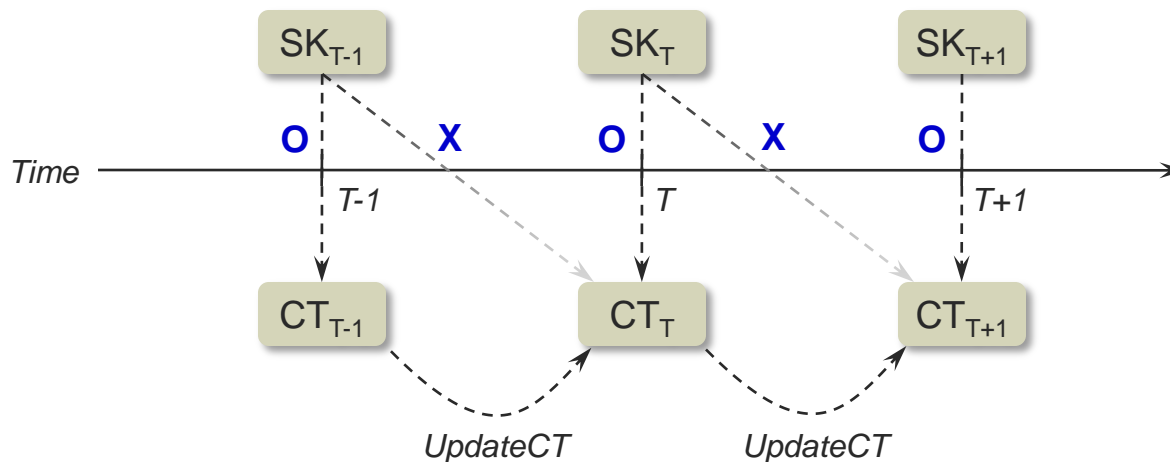 SK_{T-1} SK_T SK_{T+1}
O X O X O
Time
T-1 T T+1
CT_{T-1} CT_T CT_{T+1}
UpdateCT UpdateCT